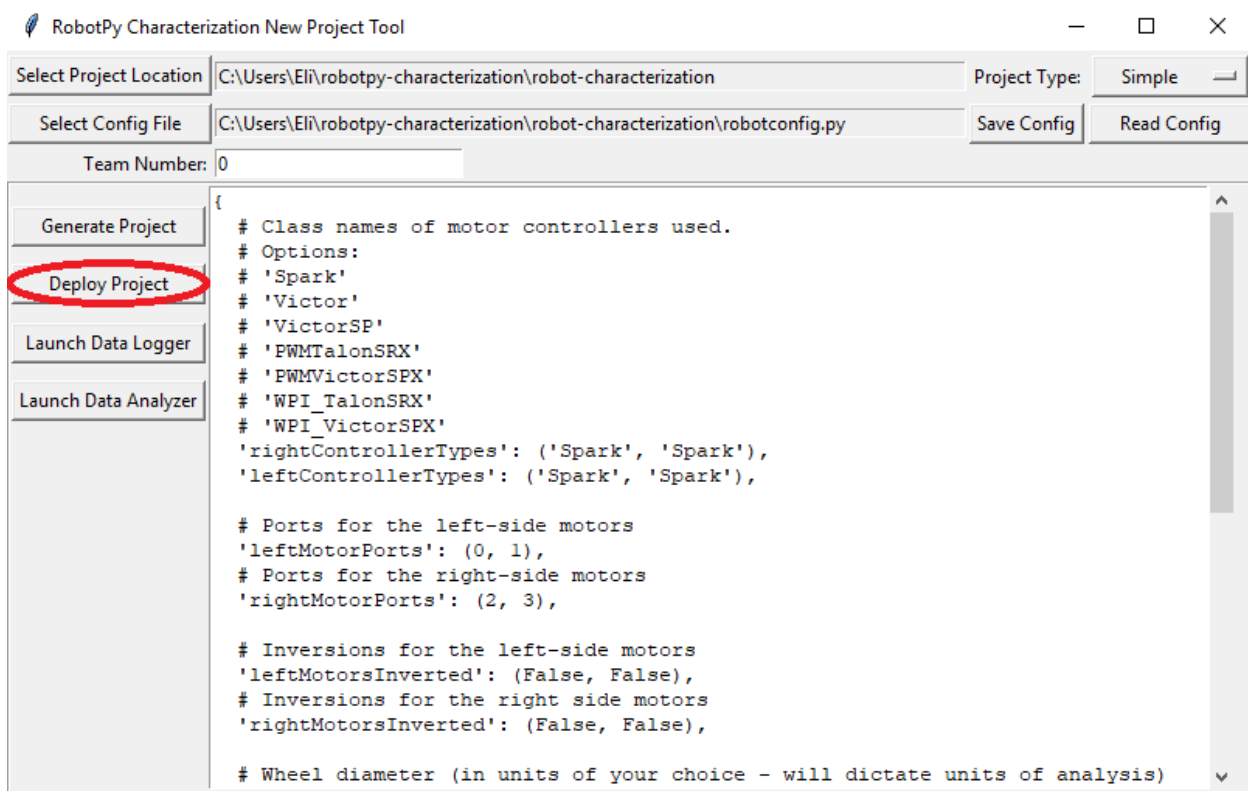 RobotPy Characterization New Project Tool
Select Project Location C:\Users\Eli\robotpy-characterization\robot-characterization Project Type: Simple
Select Config File C:\Users\Eli\robotpy-characterization\robot-characterization\robotconfig.py Save Config Read Config
Team Number: 0
Generate Project
Deploy Project
Launch Data Logger
Launch Data Analyzer
{
# Class names of motor controllers used.
# Options:
# 'Spark'
# 'Victor'
# 'VictorSP'
# 'PWMTalonSRX'
# 'PWMVictorSPX'
# 'WPI_TalonSRX'
# 'WPI_VictorSPX'
'rightControllerTypes': ('Spark', 'Spark'),
'leftControllerTypes': ('Spark', 'Spark'),
# Ports for the left-side motors
'leftMotorPorts': (0, 1),
# Ports for the right-side motors
'rightMotorPorts': (2, 3),
# Inversions for the left-side motors
'leftMotorsInverted': (False, False),
# Inversions for the right side motors
'rightMotorsInverted': (False, False),
# Wheel diameter (in units of your choice - will dictate units of analysis)